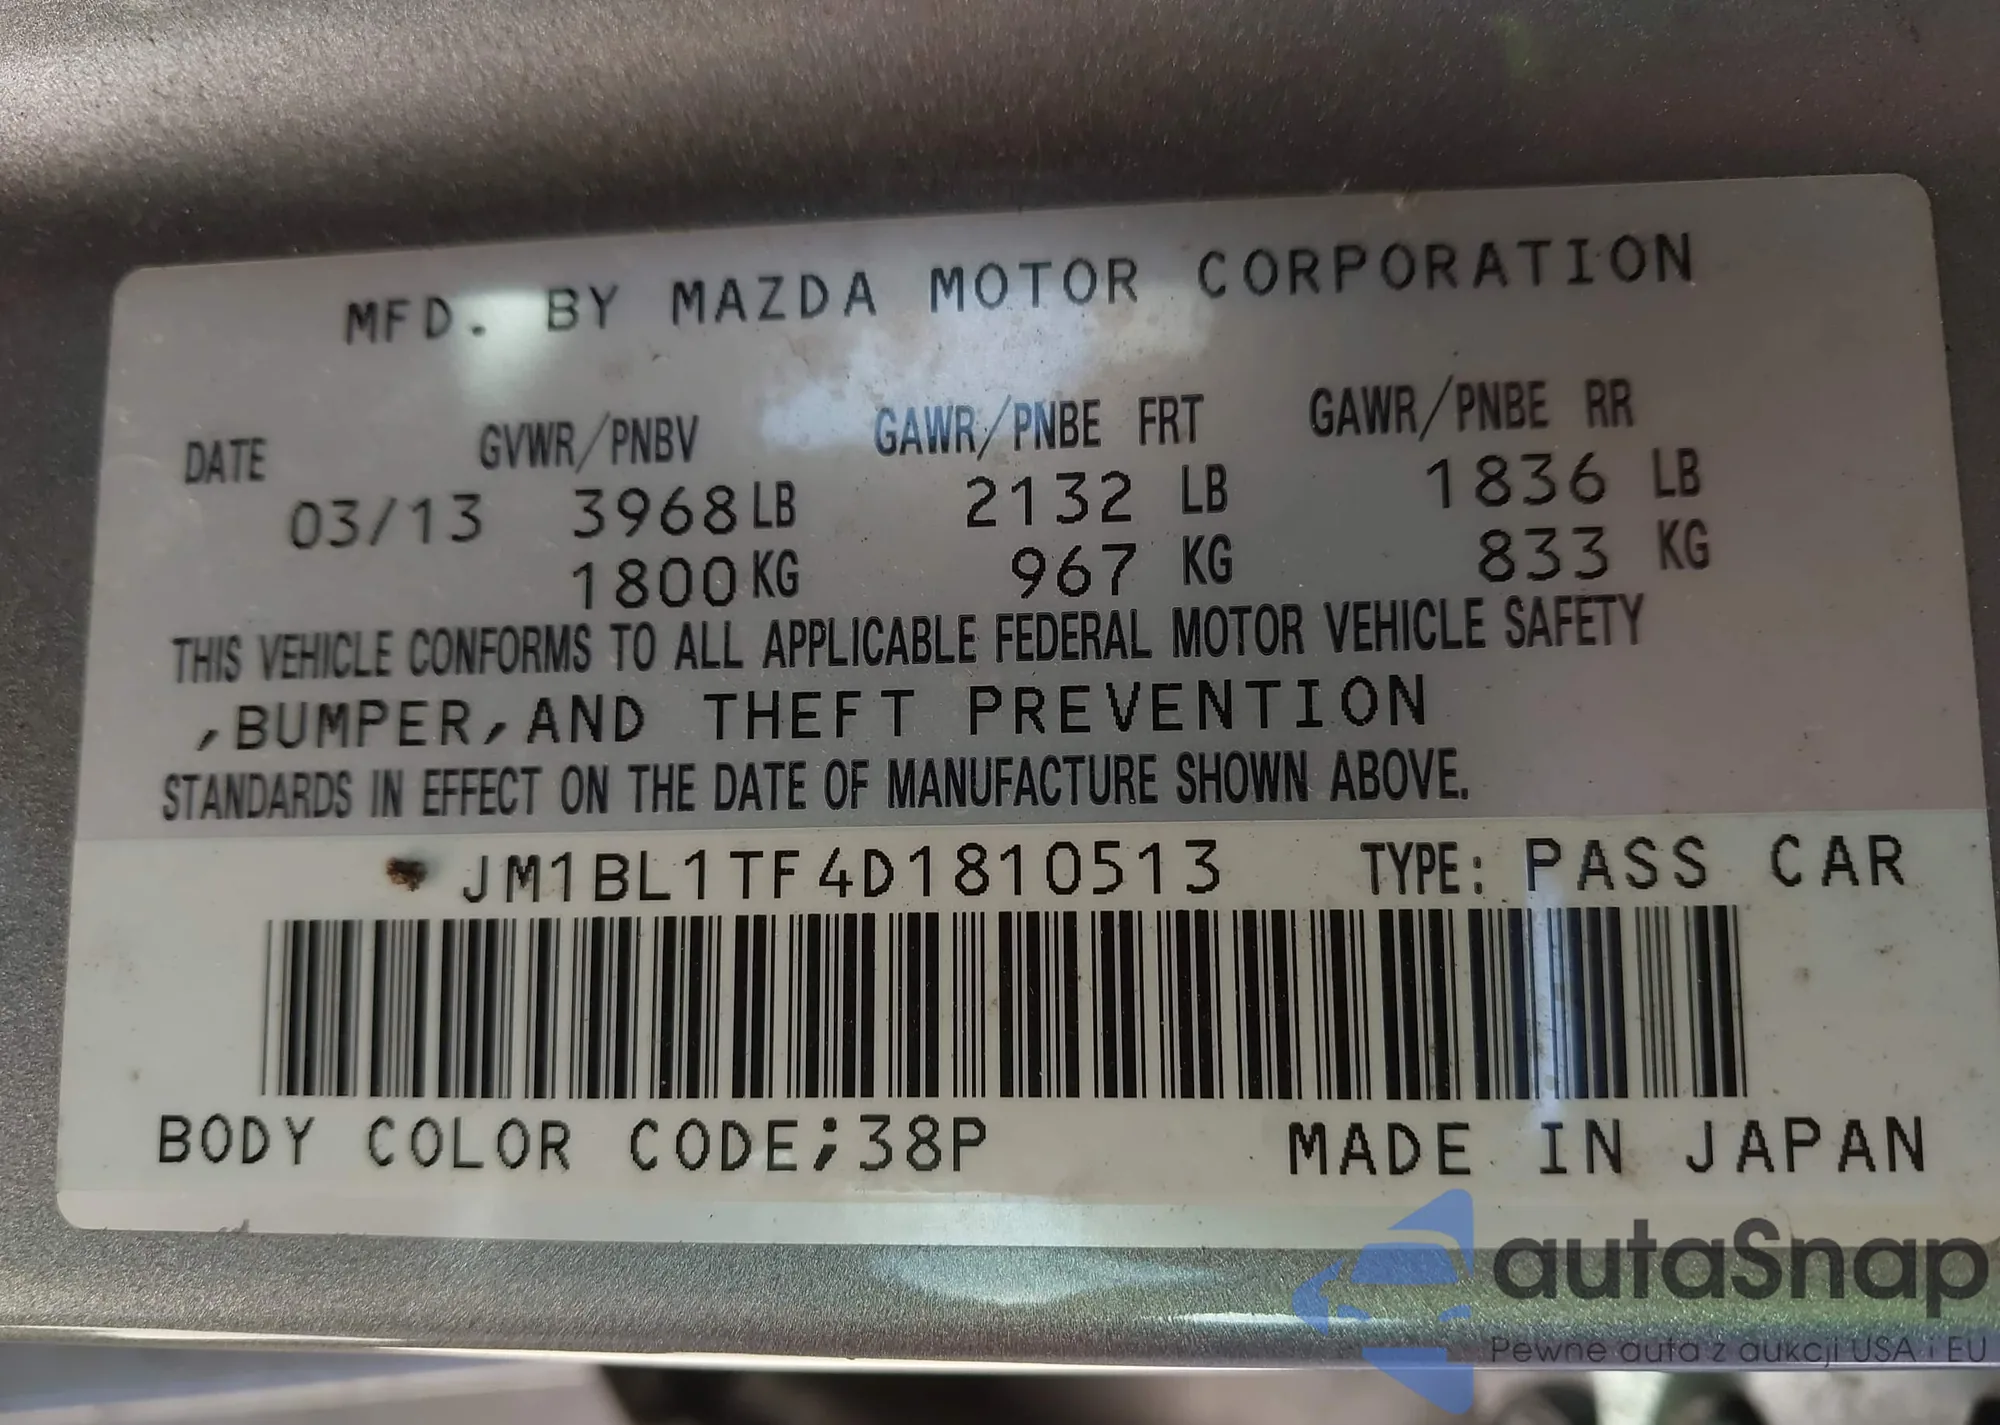 MFD. BY MAZDA MOTOR CORPORATION
DATE GVWR/PNBV GAWR/PNBE FRT GAWR/PNBE RR
03/13 3968 LB 2132 LB 1836 LB
1800 KG 967 KG 833 KG
THIS VEHICLE CONFORMS TO ALL APPLICABLE FEDERAL MOTOR VEHICLE SAFETY
,BUMPER,AND THEFT PREVENTION
STANDARDS IN EFFECT ON THE DATE OF MANUFACTURE SHOWN ABOVE.
JM1BL1TF4D1810513 TYPE: PASS CAR
BODY COLOR CODE;38P MADE IN JAPAN
autaSnap
Pewne auta z aukcji USA i EU